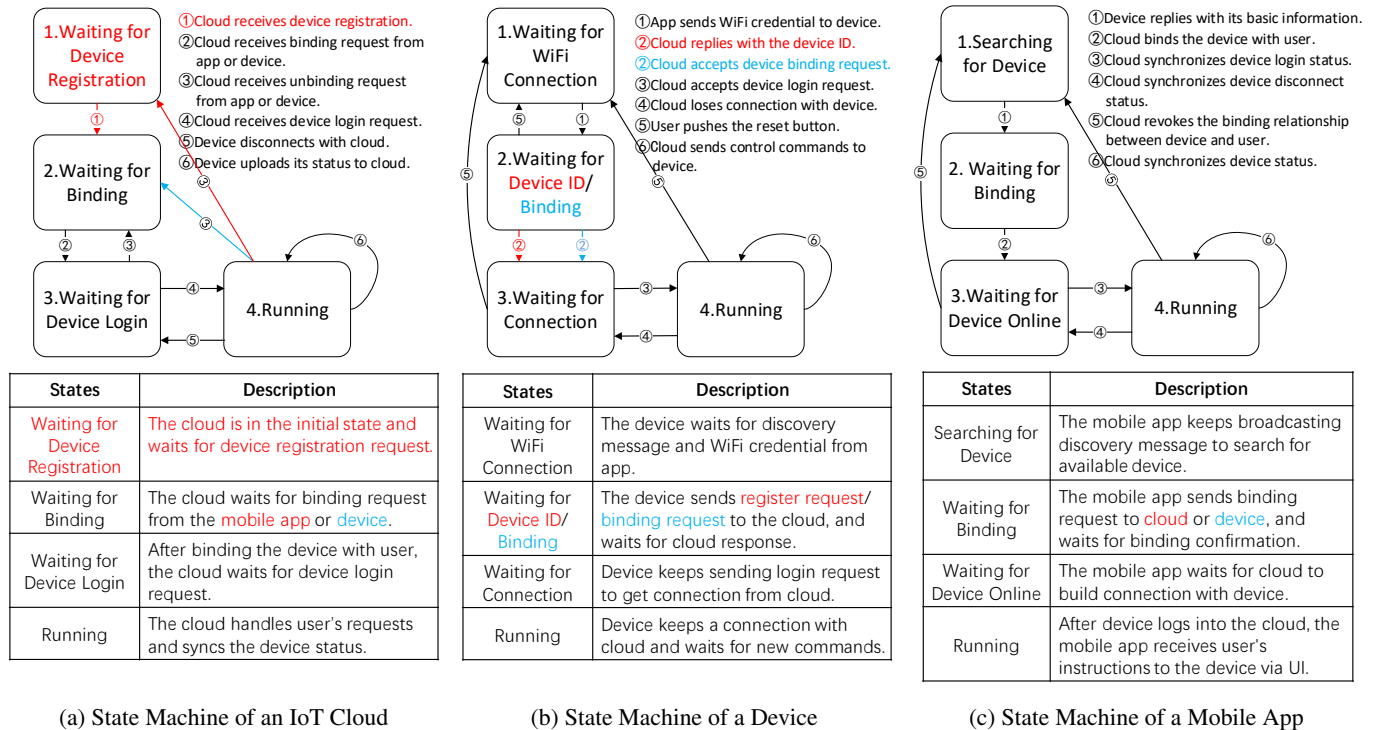 1.Waiting for
Device
Registration
①
2.Waiting for
Binding
②
③
3.Waiting for
Device Login
④
⑤
4.Running
⑥
③
③
①Cloud receives device registration.
②Cloud receives binding request from
app or device.
③Cloud receives unbinding request
from app or device.
④Cloud receives device login request.
⑤Device disconnects with cloud.
⑥Device uploads its status to cloud.
States Description
Waiting for
Device
Registration
The cloud is in the initial state and
waits for device registration request.
Waiting for
Binding
The cloud waits for binding request
from the mobile app or device.
Waiting for
Device Login
After binding the device with user,
the cloud waits for device login
request.
Running
The cloud handles user's requests
and syncs the device status.
(a) State Machine of an IoT Cloud
1.Waiting for
WiFi
Connection
⑤
①
2.Waiting for
Device ID/
Binding
②
②
3.Waiting for
Connection
③
④
4.Running
⑥
⑤
⑤
①App sends WiFi credential to device.
②Cloud replies with the device ID.
②Cloud accepts device binding request.
③Cloud accepts device login request.
④Cloud loses connection with device.
⑤User pushes the reset button.
⑥Cloud sends control commands to
device.
States Description
Waiting for
WiFi
Connection
The device waits for discovery
message and WiFi credential from
app.
Waiting for
Device ID/
Binding
The device sends register request/
binding request to the cloud, and
waits for cloud response.
Waiting for
Connection
Device keeps sending login request
to get connection from cloud.
Running
Device keeps a connection with
cloud and waits for new commands.
(b) State Machine of a Device
1.Searching
for Device
①
2. Waiting for
Binding
②
3.Waiting for
Device Online
③
④
4.Running
⑥
⑤
⑤
①Device replies with its basic information.
②Cloud binds the device with user.
③Cloud synchronizes device login status.
④Cloud synchronizes device disconnect
status.
⑤Cloud revokes the binding relationship
between device and user.
⑥Cloud synchronizes device status.
States Description
Searching for
Device
The mobile app keeps broadcasting
discovery message to search for
available device.
Waiting for
Binding
The mobile app sends binding
request to cloud or device, and
waits for binding confirmation.
Waiting for
Device Online
The mobile app waits for cloud to
build connection with device.
Running
After device logs into the cloud, the
mobile app receives user's
instructions to the device via UI.
(c) State Machine of a Mobile App